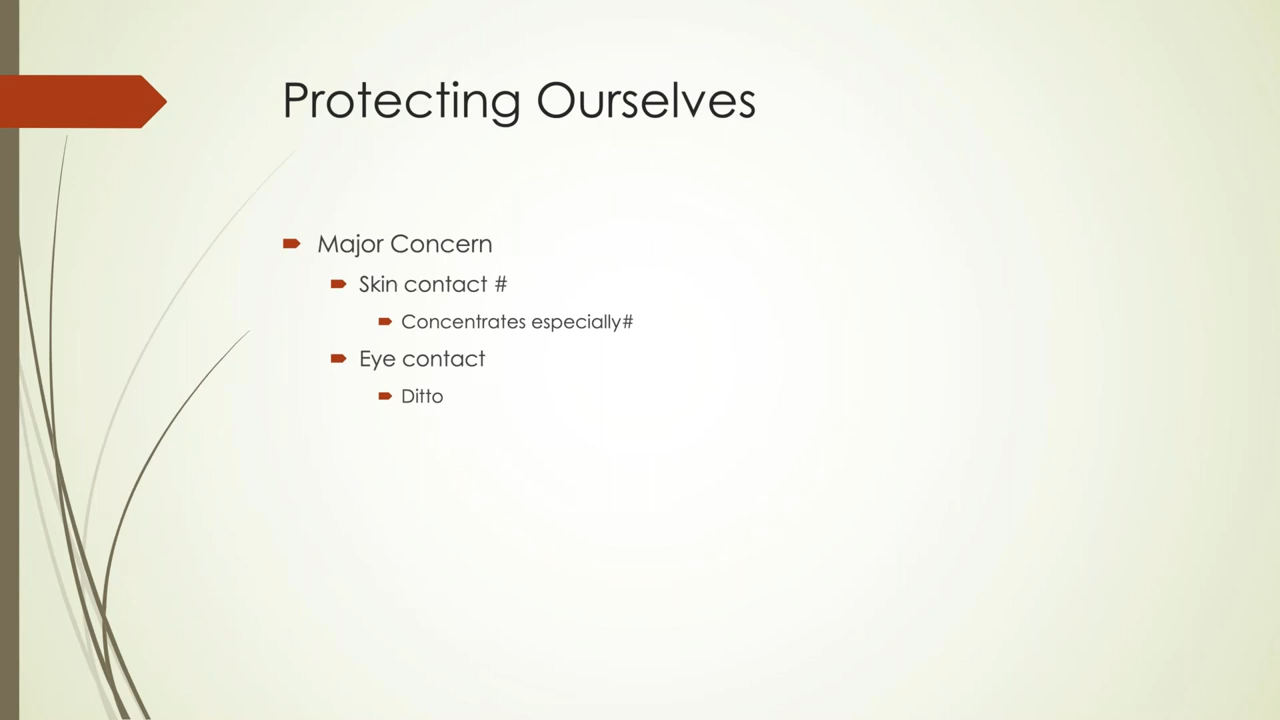 Protecting Ourselves
Major Concern
Skin contact #
Concentrates especially#
Eye contact
Ditto